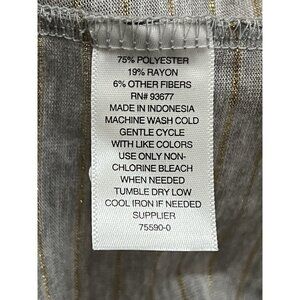 75% POLYESTER
19% RAYON
6% OTHER FIBERS
RN# 93677
MADE IN INDONESIA
MACHINE WASH COLD
GENTLE CYCLE
WITH LIKE COLORS
USE ONLY NON-
CHLORINE BLEACH
WHEN NEEDED
TUMBLE DRY LOW
COOL IRON IF NEEDED
SUPPLIER
75590-0